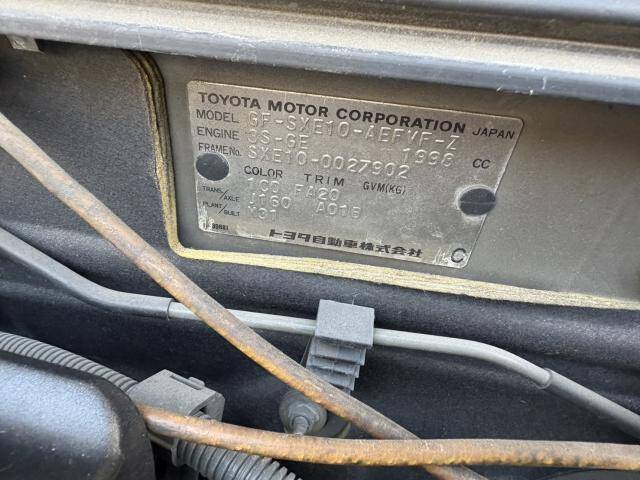 TOYOTA MOTOR CORPORATION JAPAN
MODEL GF-SXE10-AEFVF-Z
ENGINE 3S-GE 1998 CC
FRAME No. SXE10-0027902
COLOR TRIM GVM(KG)
1C0 FA20
TRANS./AXLE J160 A01B
PLANT/BUILT M31
トヨタ自動車株式会社 C